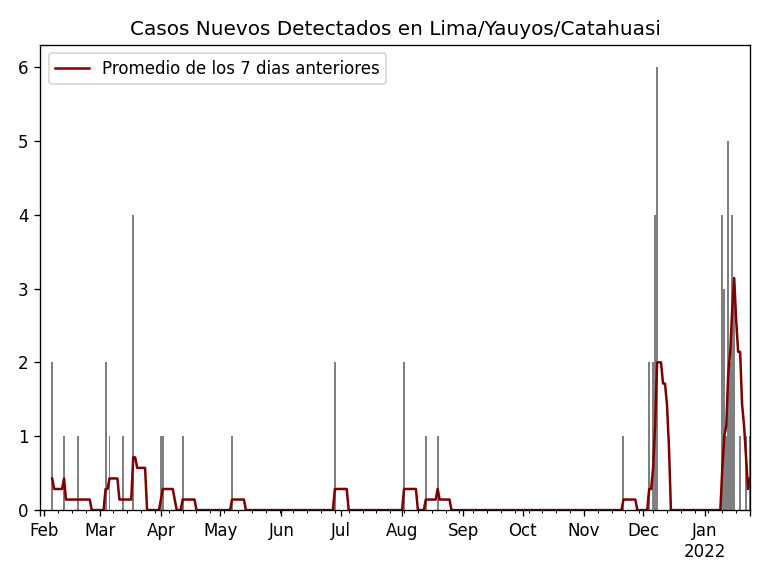 Casos Nuevos Detectados en Lima/Yauyos/Catahuasi
Promedio de los 7 dias anteriores
6
5
4
3
2
1
0
Feb Mar Apr May Jun Jul Aug Sep Oct Nov Dec Jan
2022